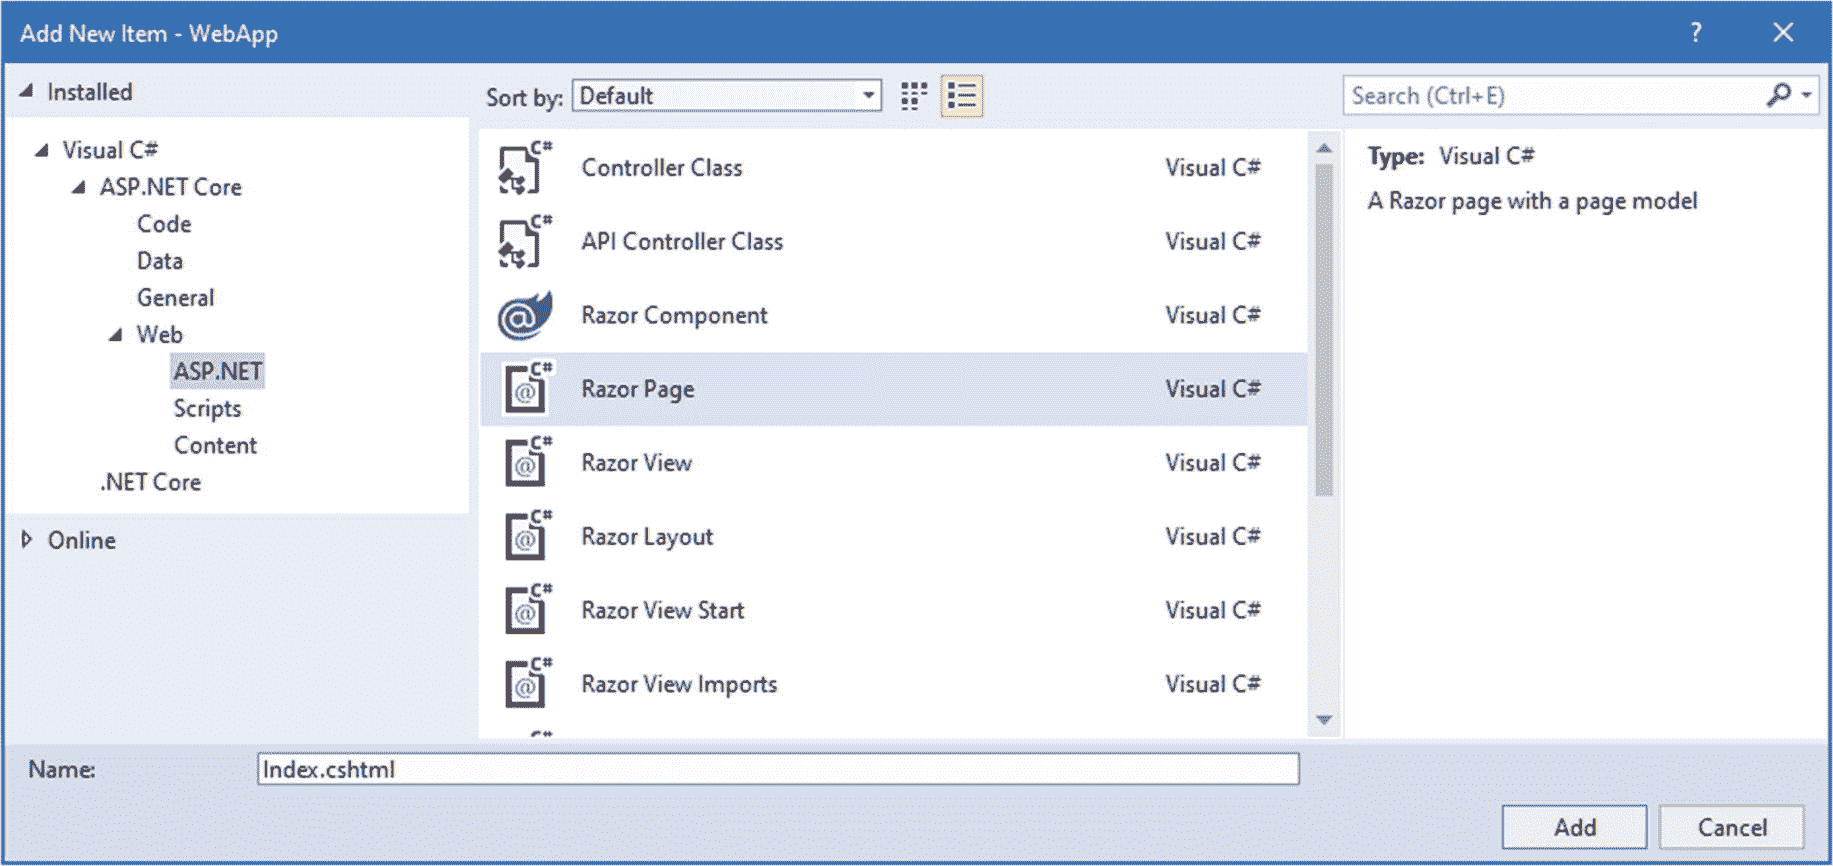 Add New Item - WebApp
?
Installed
Sort by: Default
Search (Ctrl+E)
Visual C#
ASP.NET Core
Code
Data
General
Web
ASP.NET
Scripts
Content
.NET Core
Online
C#
Controller Class Visual C#
C#
API Controller Class Visual C#
@
Razor Component Visual C#
C#
@
Razor Page Visual C#
C#
@
Razor View Visual C#
C#
@
Razor Layout Visual C#
C#
@
Razor View Start Visual C#
C#
@
Razor View Imports Visual C#
Type: Visual C#
A Razor page with a page model
Name: Index.cshtml
Add Cancel